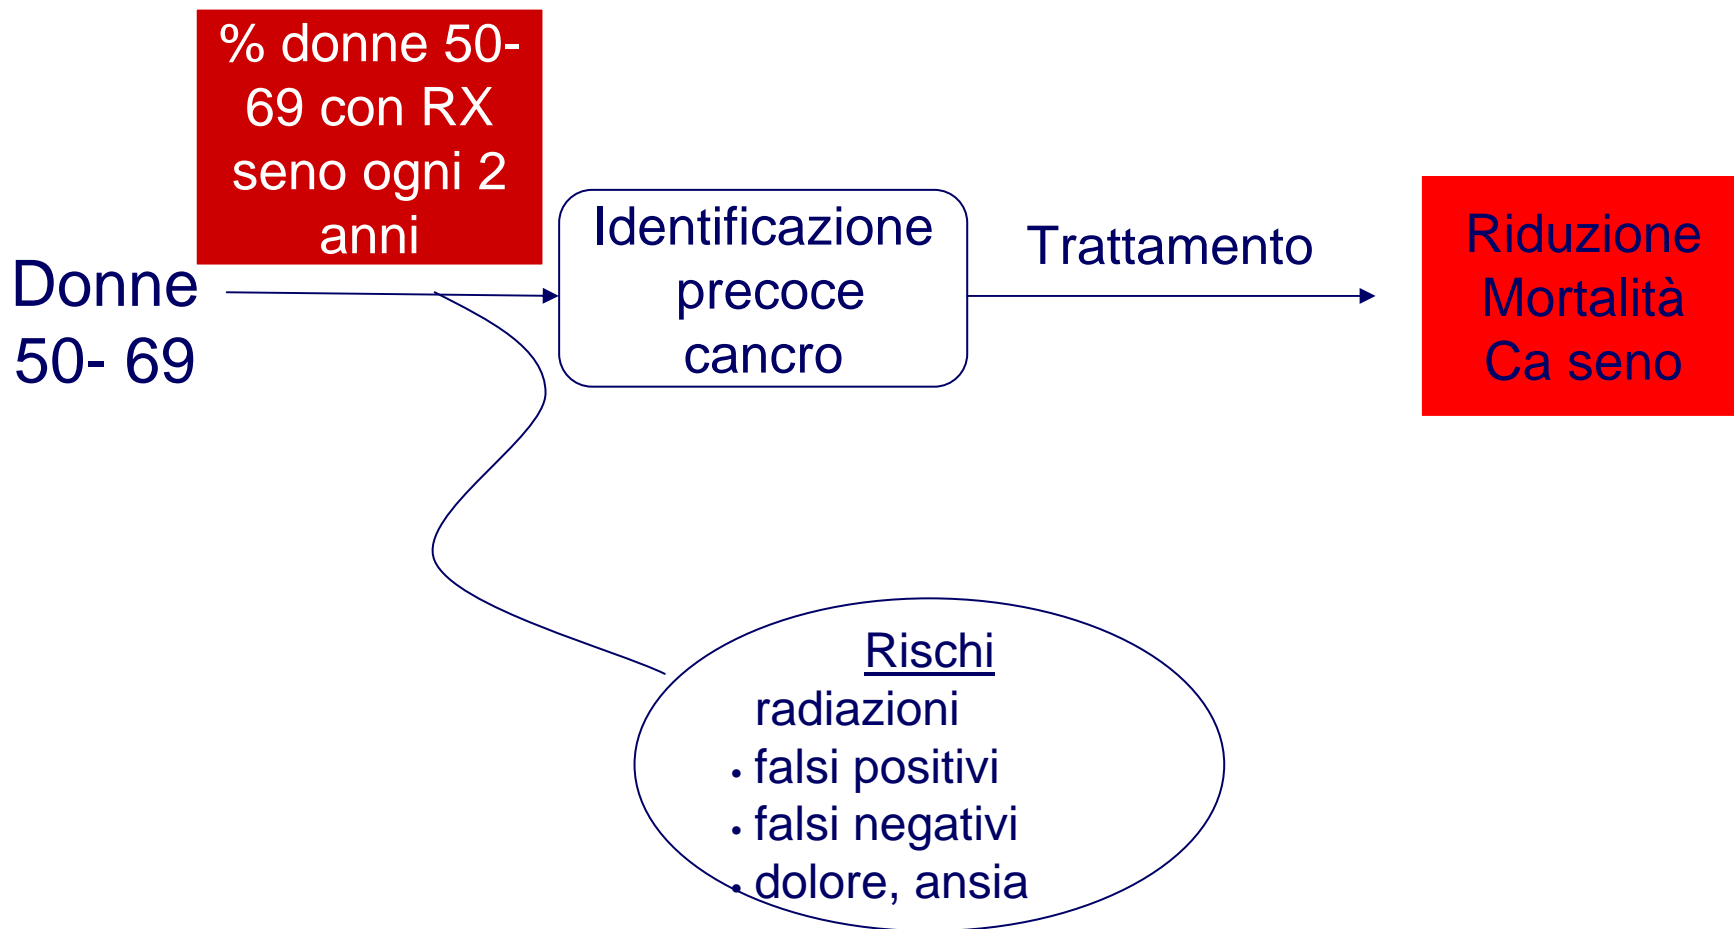 % donne 50-
69 con RX
seno ogni 2
anni
Donne
50- 69
Identificazione
precoce
cancro
Trattamento
Riduzione
Mortalità
Ca seno
Rischi
radiazioni
• falsi positivi
• falsi negativi
• dolore, ansia